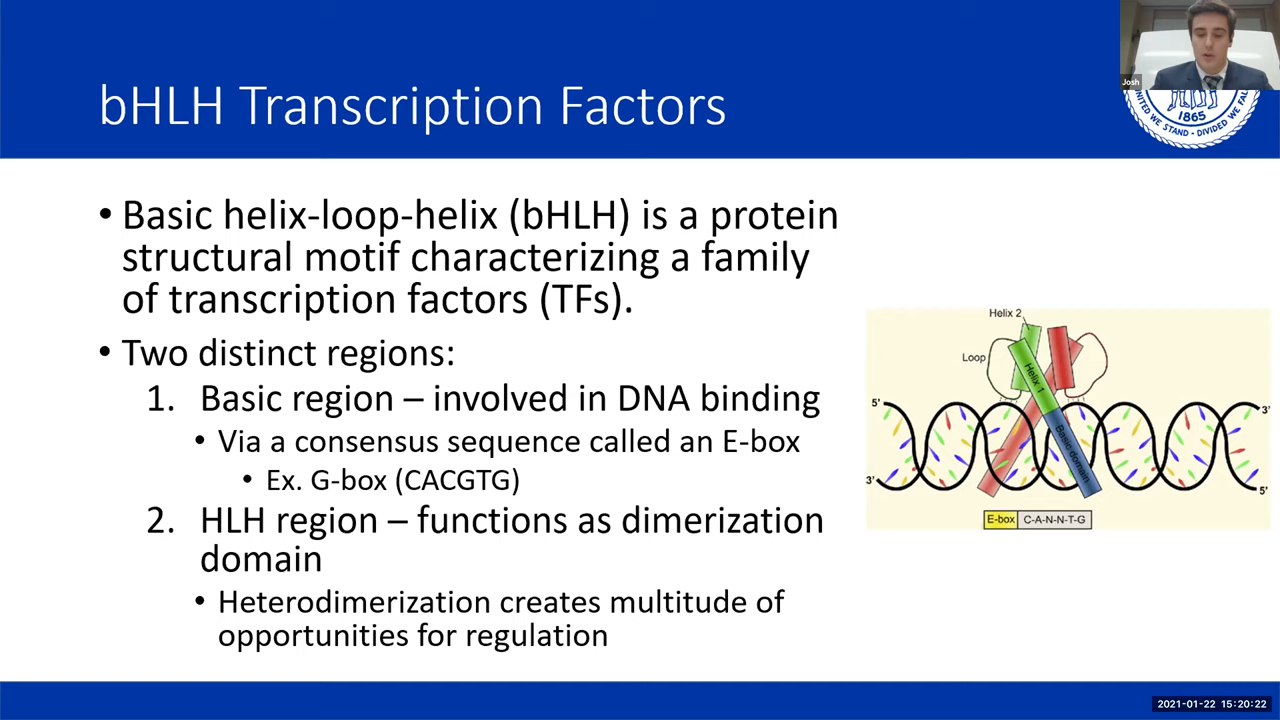 bHLH Transcription Factors
Josh
1865
UNITED WE STAND • DIVIDED WE FALL
• Basic helix-loop-helix (bHLH) is a protein
structural motif characterizing a family
of transcription factors (TFs).
• Two distinct regions:
1. Basic region – involved in DNA binding
• Via a consensus sequence called an E-box
• Ex. G-box (CACGTG)
2. HLH region – functions as dimerization
domain
• Heterodimerization creates multitude of
opportunities for regulation
Helix 2
Loop
Helix 1
5'
3'
Basic domain
3'
5'
E-box C-A-N-N-T-G
2021-01-22 15:20:22